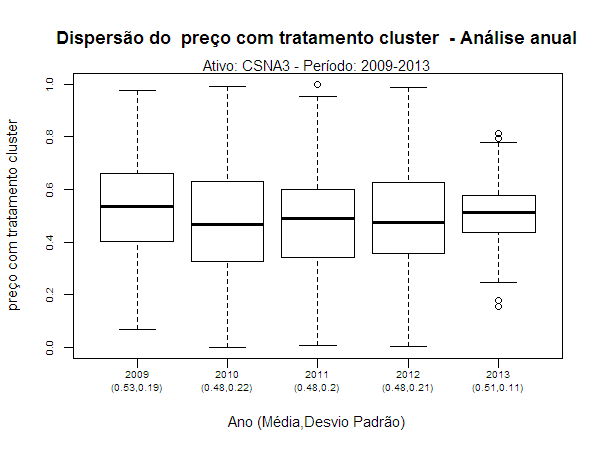 Dispersão do  preço com tratamento cluster  - Análise anual
Ativo: CSNA3 - Período: 2009-2013
preço com tratamento cluster
1.0
0.8
0.6
0.4
0.2
0.0
2009 2010 2011 2012 2013
(0.53,0.19) (0.48,0.22) (0.48,0.2) (0.48,0.21) (0.51,0.11)
Ano (Média,Desvio Padrão)